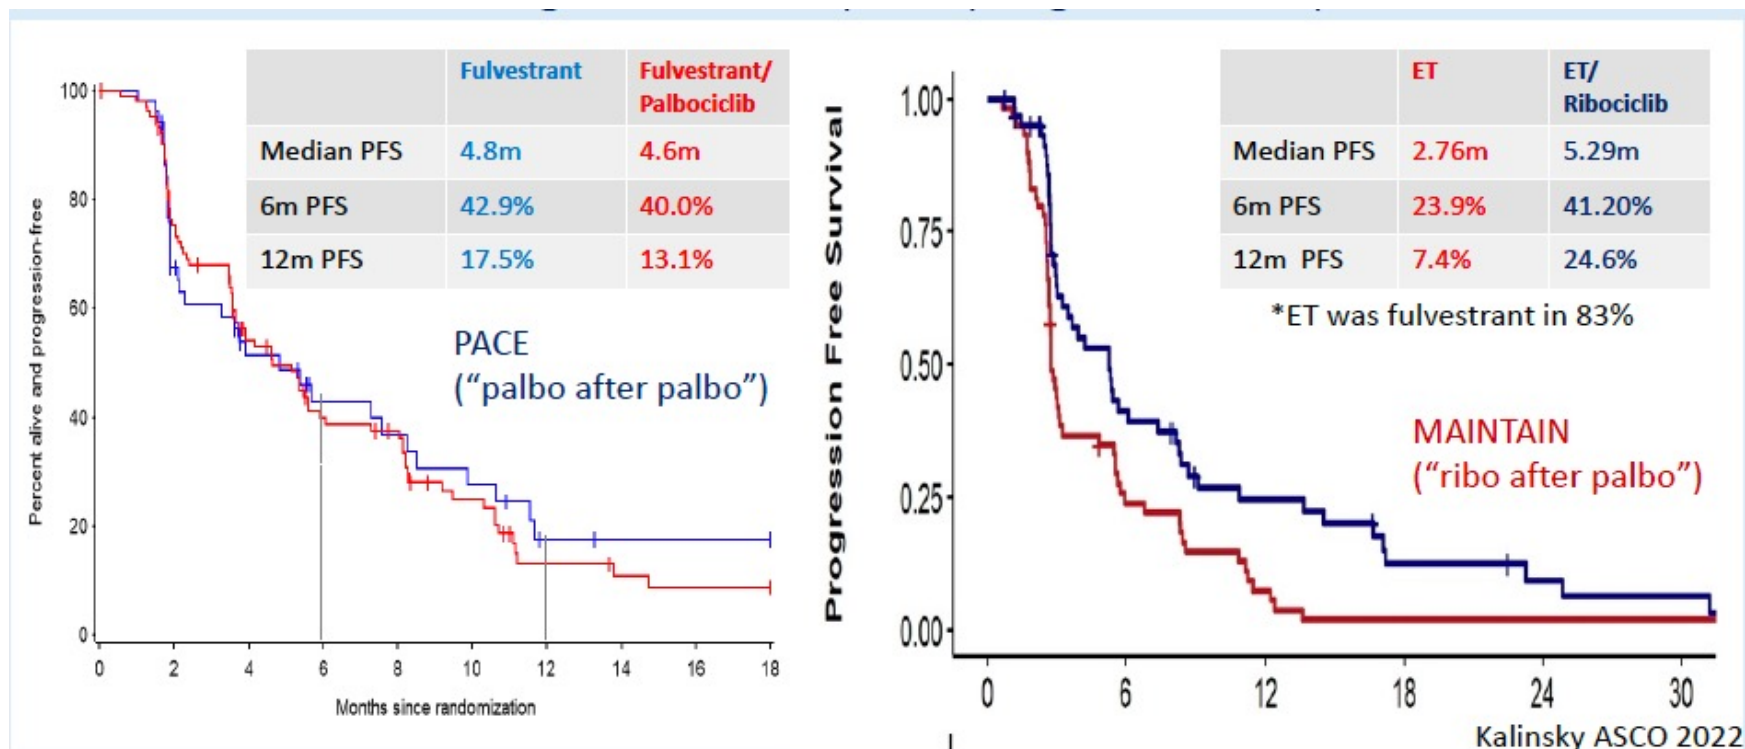 Fulvestrant Fulvestrant/
Palbociclib
Median PFS 4.8m 4.6m
6m PFS 42.9% 40.0%
12m PFS 17.5% 13.1%
PACE
("palbo after palbo")
Percent alive and progression-free
100
80
60
40
20
0
0 2 4 6 8 10 12 14 16 18
Months since randomization
ET ET/
Ribociclib
Median PFS 2.76m 5.29m
6m PFS 23.9% 41.20%
12m PFS 7.4% 24.6%
*ET was fulvestrant in 83%
MAINTAIN
("ribo after palbo")
Progression Free Survival
1.00
0.75
0.50
0.25
0.00
0 6 12 18 24 30
Kalinsky ASCO 2022